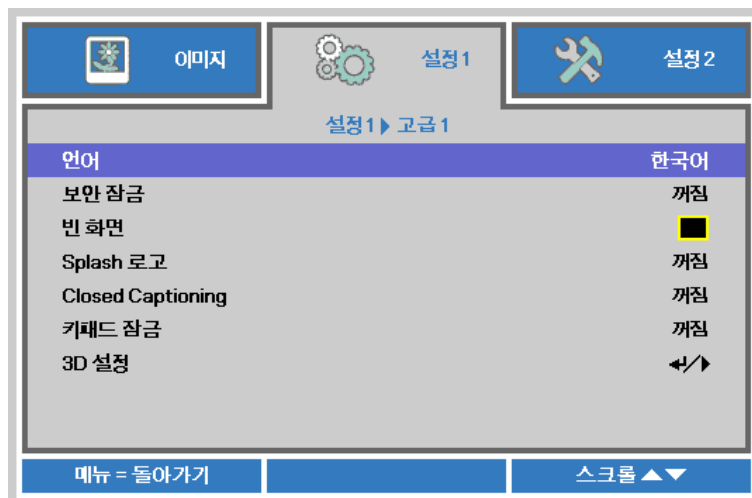 이미지 설정 1 설정 2
설정 1 ▶ 고급 1
언어 한국어
보안 잠금 꺼짐
빈 화면
Splash 로고 꺼짐
Closed Captioning 꺼짐
키패드 잠금 꺼짐
3D 설정 ↵/▶
메뉴 = 돌아가기 스크롤 ▲▼